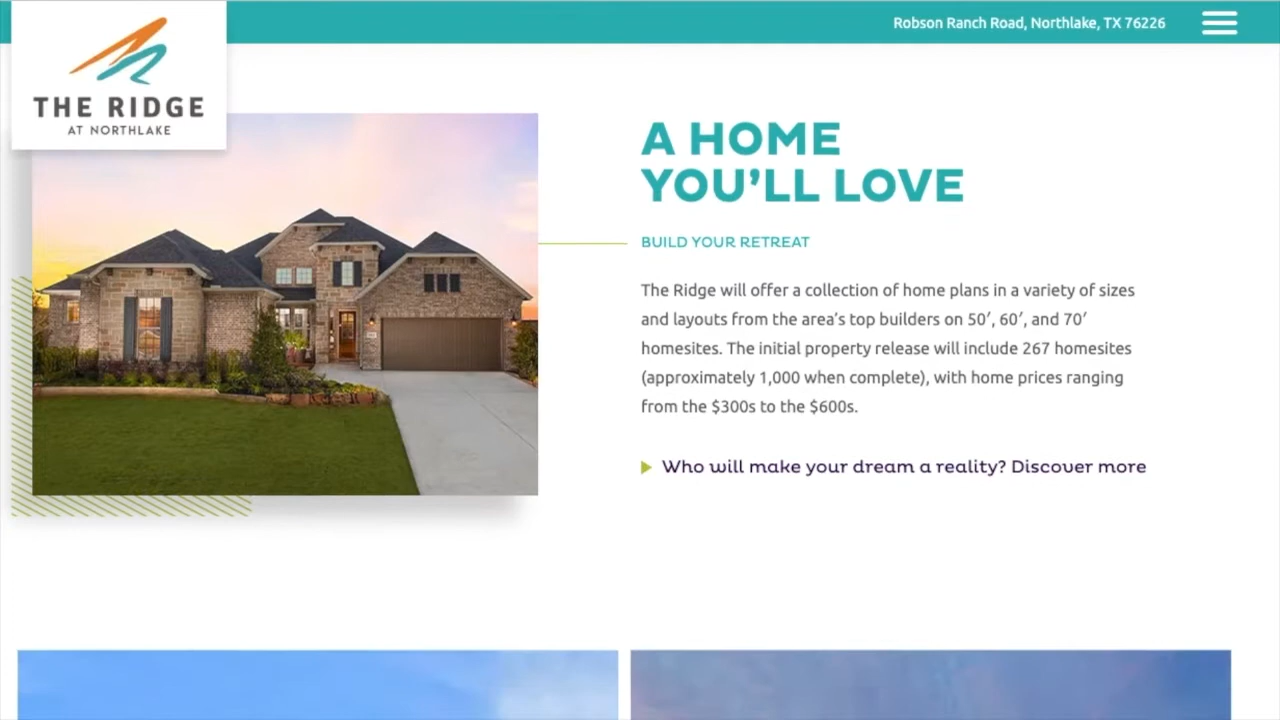 Robson Ranch Road, Northlake, TX 76226
THE RIDGE
AT NORTHLAKE
A HOME
YOU'LL LOVE
BUILD YOUR RETREAT
The Ridge will offer a collection of home plans in a variety of sizes
and layouts from the area's top builders on 50′, 60′, and 70′
homesites. The initial property release will include 267 homesites
(approximately 1,000 when complete), with home prices ranging
from the $300s to the $600s.
Who will make your dream a reality? Discover more